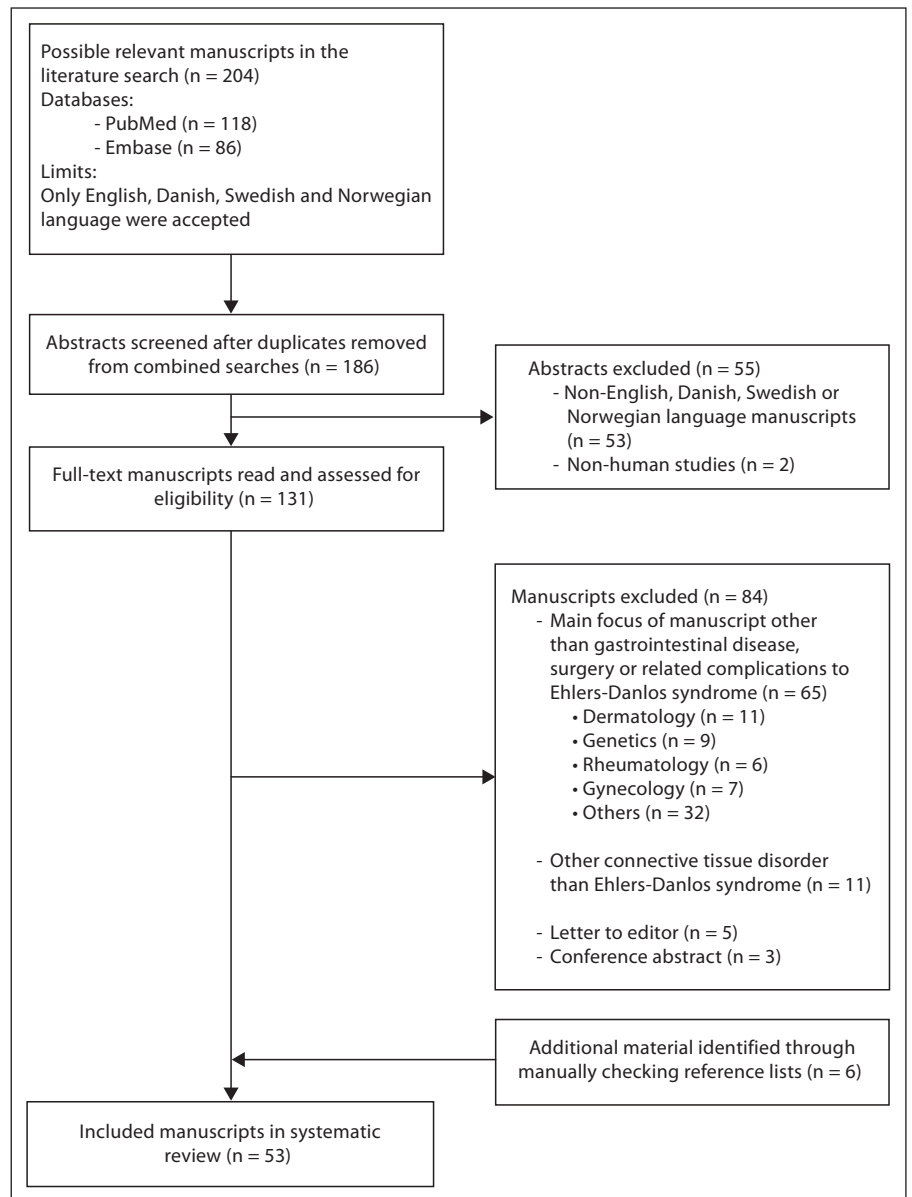 Possible relevant manuscripts in the
literature search (n = 204)
Databases:
- PubMed (n = 118)
- Embase (n = 86)
Limits:
Only English, Danish, Swedish and Norwegian
language were accepted
Abstracts screened after duplicates removed
from combined searches (n = 186)
Abstracts excluded (n = 55)
- Non-English, Danish, Swedish or
Norwegian language manuscripts
(n = 53)
- Non-human studies (n = 2)
Full-text manuscripts read and assessed for
eligibility (n = 131)
Manuscripts excluded (n = 84)
- Main focus of manuscript other
than gastrointestinal disease,
surgery or related complications to
Ehlers-Danlos syndrome (n = 65)
• Dermatology (n = 11)
• Genetics (n = 9)
• Rheumatology (n = 6)
• Gynecology (n = 7)
• Others (n = 32)
- Other connective tissue disorder
than Ehlers-Danlos syndrome (n = 11)
- Letter to editor (n = 5)
- Conference abstract (n = 3)
Additional material identified through
manually checking reference lists (n = 6)
Included manuscripts in systematic
review (n = 53)